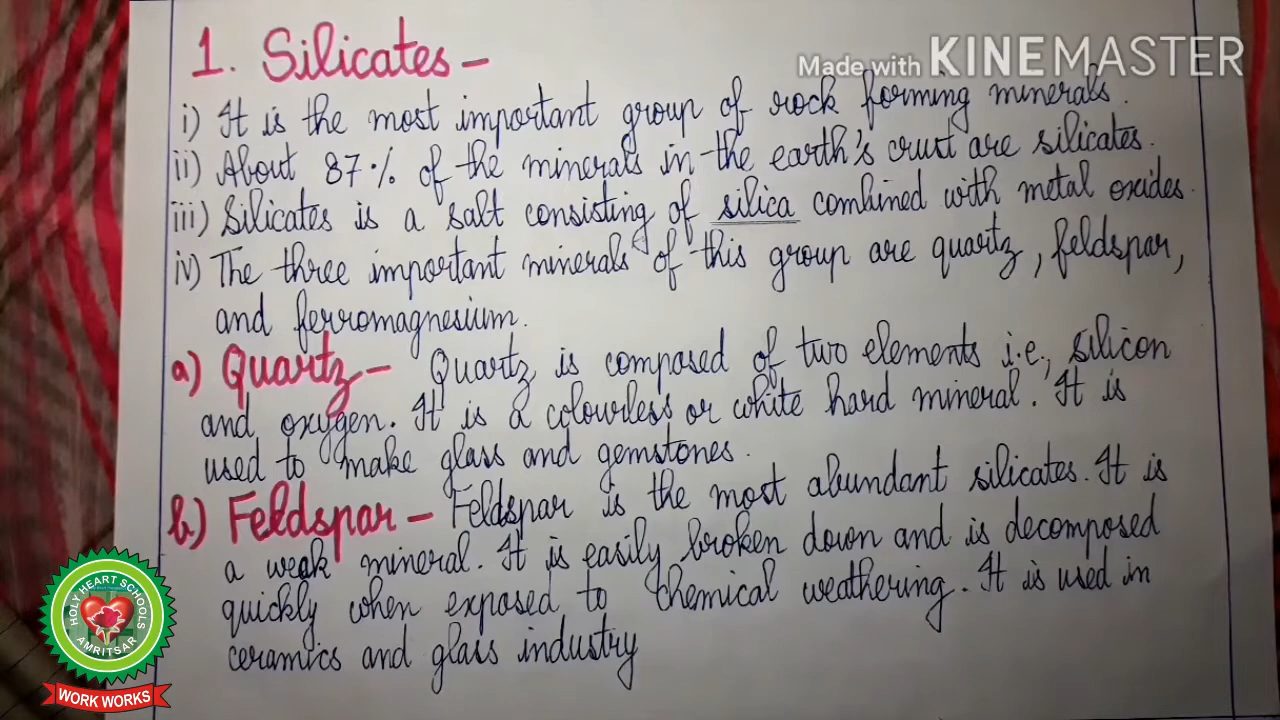 1. Silicates -
Made with KINEMASTER
i) It is the most important group of rock forming minerals.
ii) About 87% of the minerals in the earth's crust are silicates.
iii) Silicates is a salt consisting of silica combined with metal oxides.
iv) The three important minerals of this group are quartz, feldspar,
and ferromagnesium.
a) Quartz - Quartz is composed of two elements i.e., silicon
and oxygen. It is a colourless or white hard mineral. It is
used to make glass and gemstones.
b) Feldspar - Feldspar is the most abundant silicates. It is
a weak mineral. It is easily broken down and is decomposed
quickly when exposed to chemical weathering. It is used in
ceramics and glass industry
HOLY HEART SCHOOLS
AMRITSAR
WORK WORKS